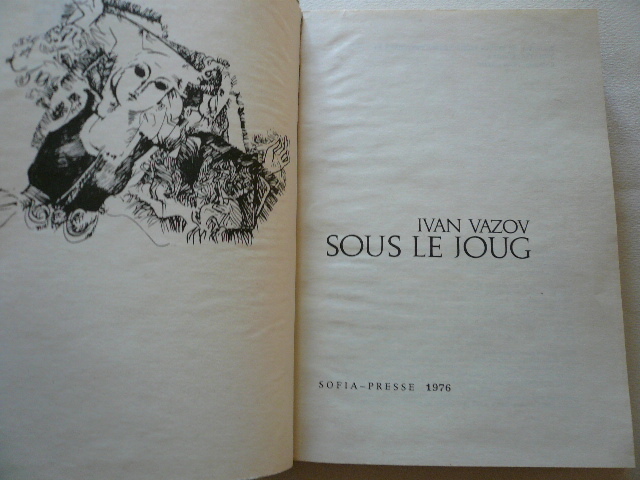 IVAN VAZOV
SOUS LE JOUG
SOFIA–PRESSE 1976